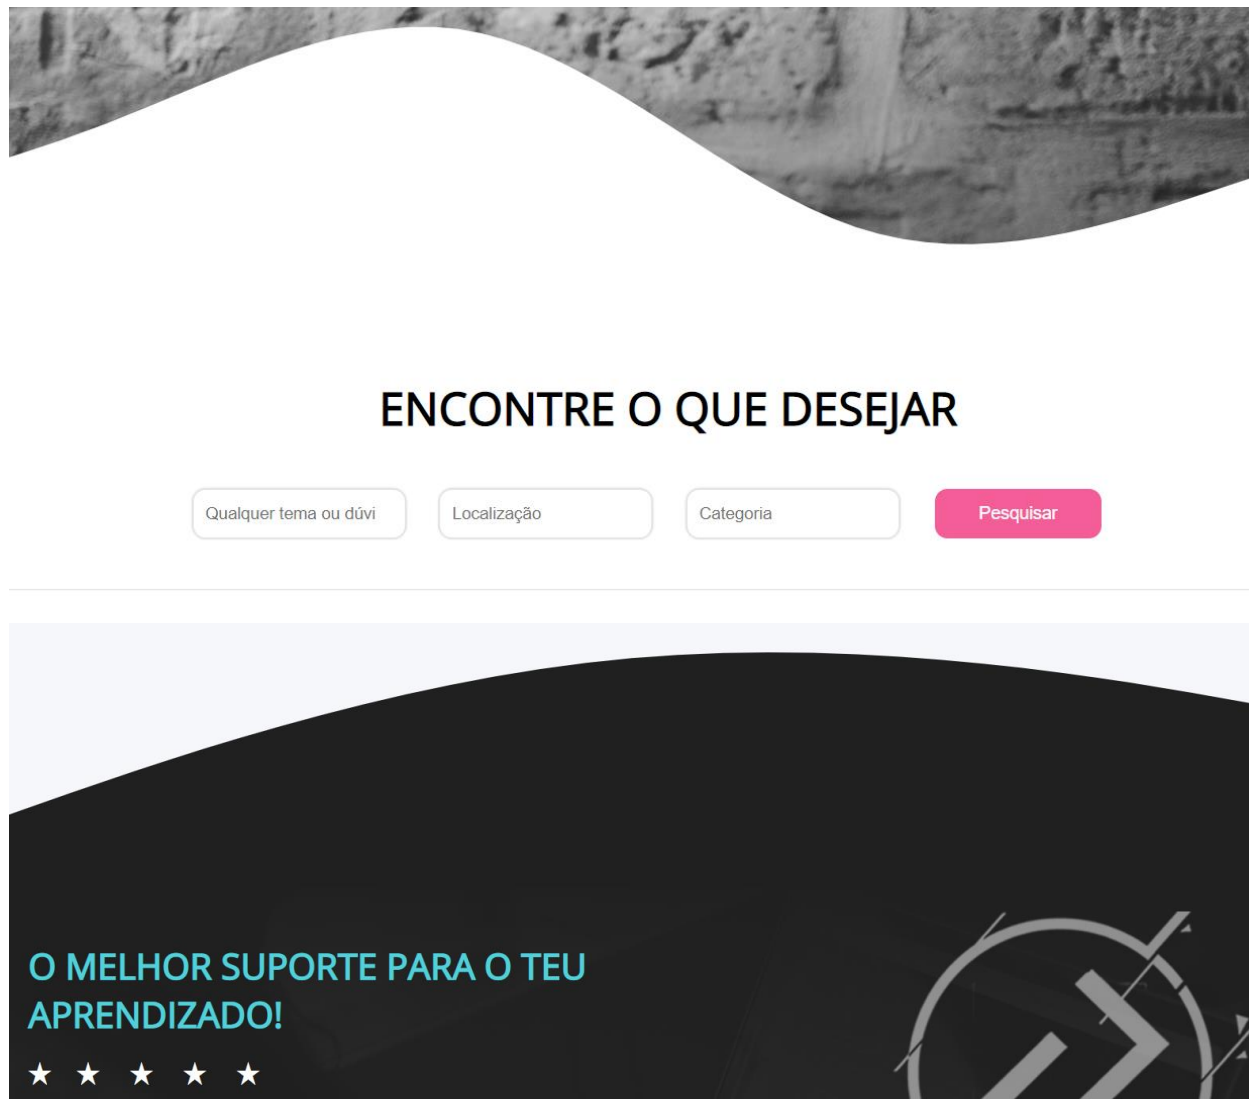 ENCONTRE O QUE DESEJAR
Qualquer tema ou dúvi
Localização
Categoria
Pesquisar
O MELHOR SUPORTE PARA O TEU
APRENDIZADO!